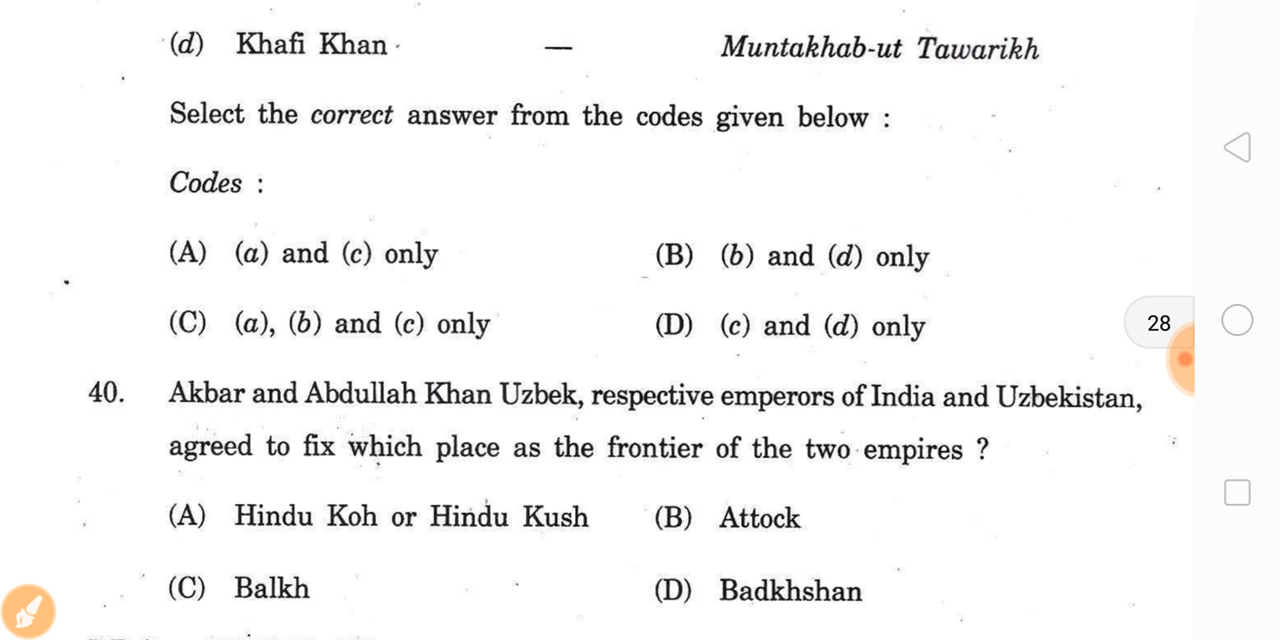 (d) Khafi Khan — Muntakhab-ut Tawarikh
Select the correct answer from the codes given below :
Codes :
(A) (a) and (c) only (B) (b) and (d) only
(C) (a), (b) and (c) only (D) (c) and (d) only
28
40. Akbar and Abdullah Khan Uzbek, respective emperors of India and Uzbekistan,
agreed to fix which place as the frontier of the two empires ?
(A) Hindu Koh or Hindu Kush (B) Attock
(C) Balkh (D) Badkhshan